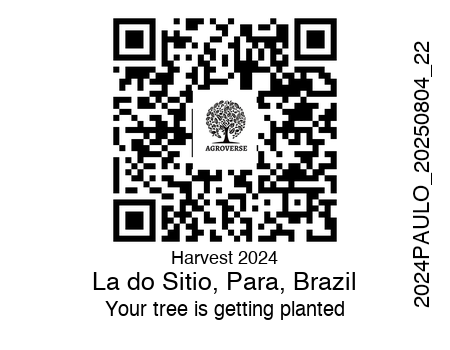 AGROVERSE
Harvest 2024
La do Sitio, Para, Brazil
Your tree is getting planted
2024PAULO_20250804_22